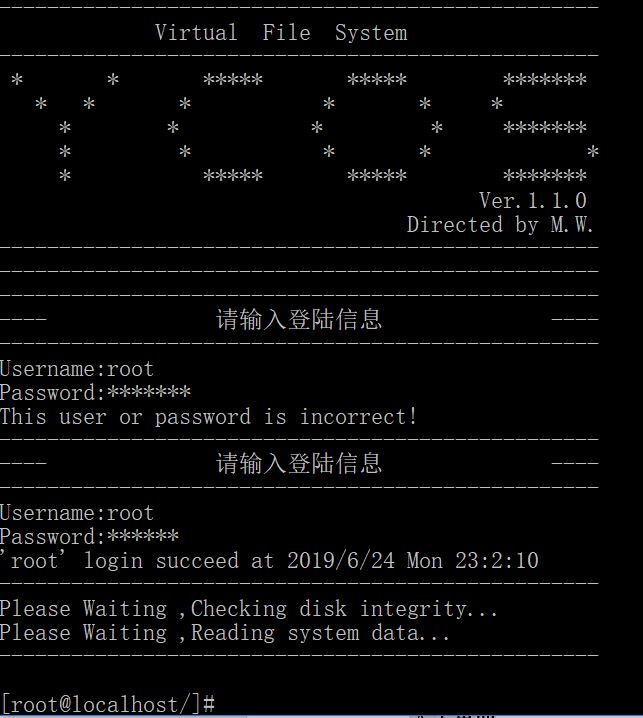 ------------------------------------------------
Virtual File System
------------------------------------------------
*       *       *****       *****        *******
  *   *       *           *       *     *
    *        *           *         *     *******
    *         *           *       *             *
    *           *****       *****        *******
Ver.1.1.0
Directed by M.W.
--------------------------------------------------
--------------------------------------------------
--------------------------------------------------
---- 请输入登陆信息 ----
--------------------------------------------------
Username:root
Password:*******
This user or password is incorrect!
--------------------------------------------------
---- 请输入登陆信息 ----
--------------------------------------------------
Username:root
Password:******
'root' login succeed at 2019/6/24 Mon 23:2:10
--------------------------------------------------
Please Waiting ,Checking disk integrity...
Please Waiting ,Reading system data...
--------------------------------------------------
[root@localhost/]#